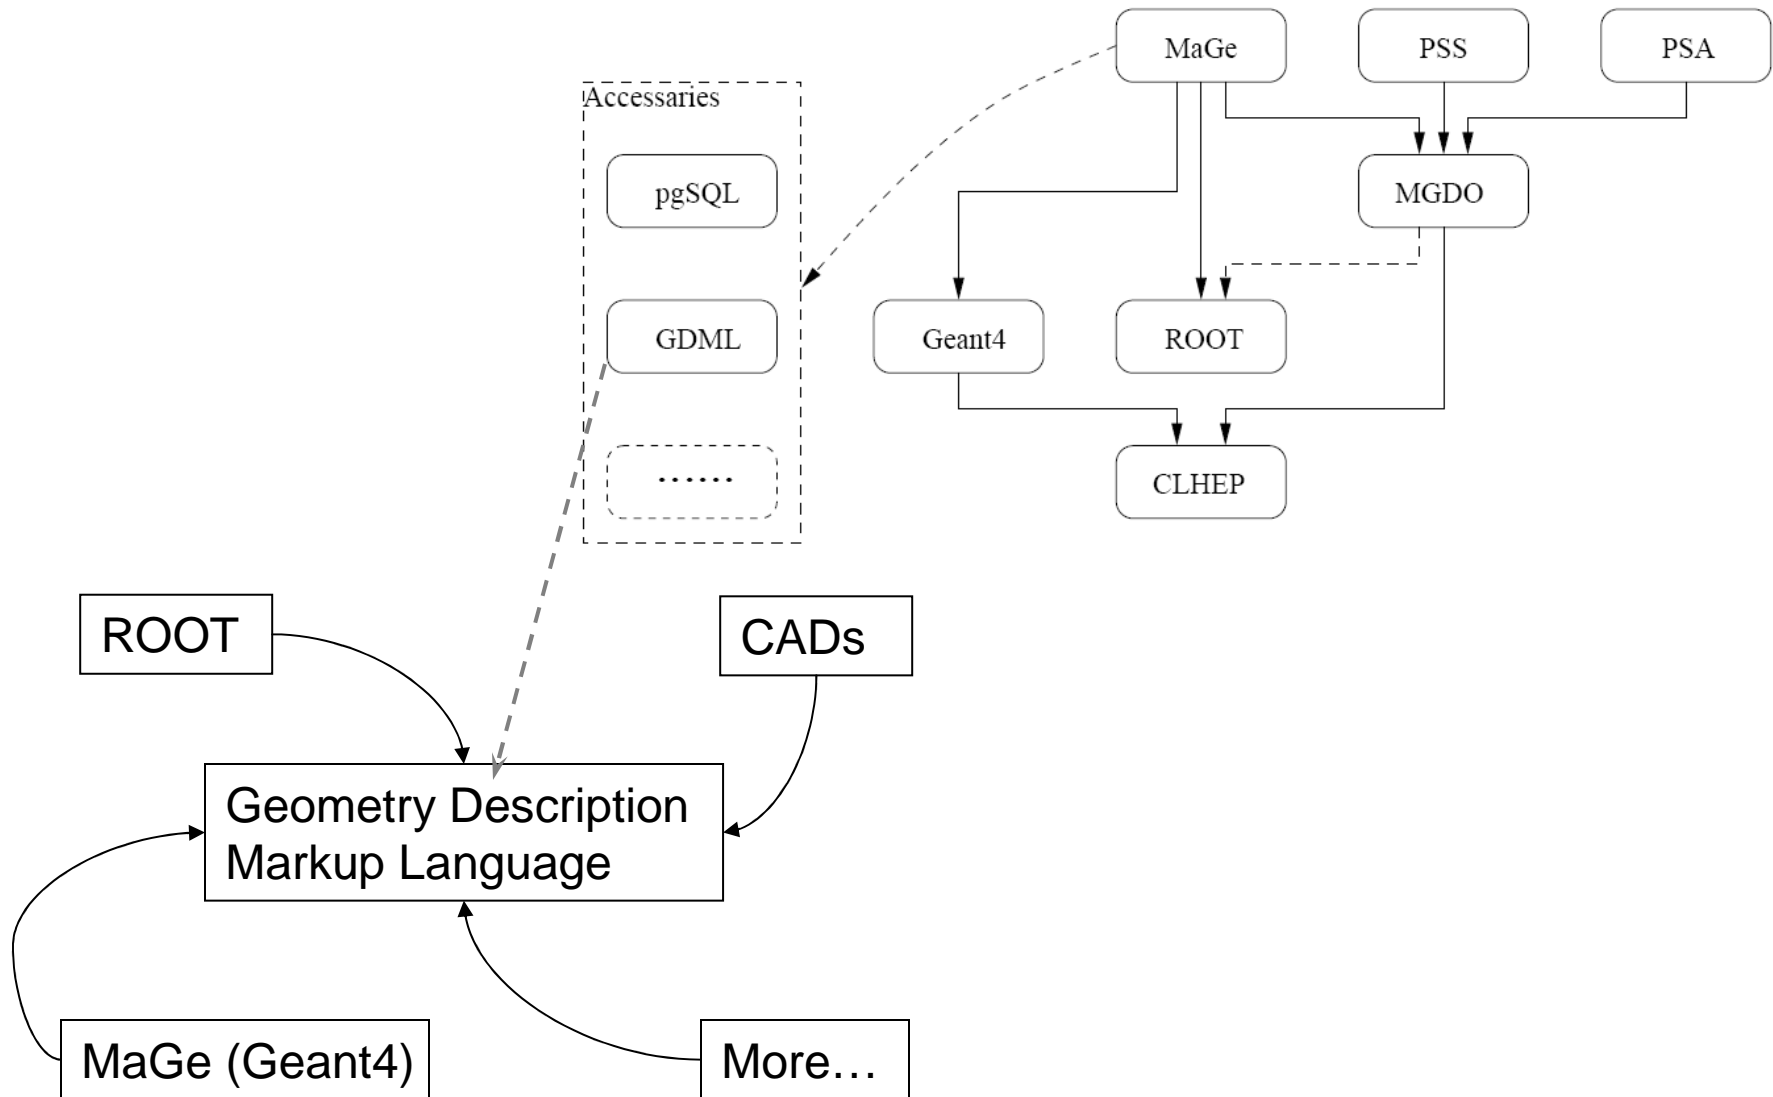 MaGe
PSS
PSA
Accessaries
pgSQL
MGDO
GDML
Geant4
ROOT
......
CLHEP
ROOT
CADs
Geometry Description
Markup Language
MaGe (Geant4)
More…